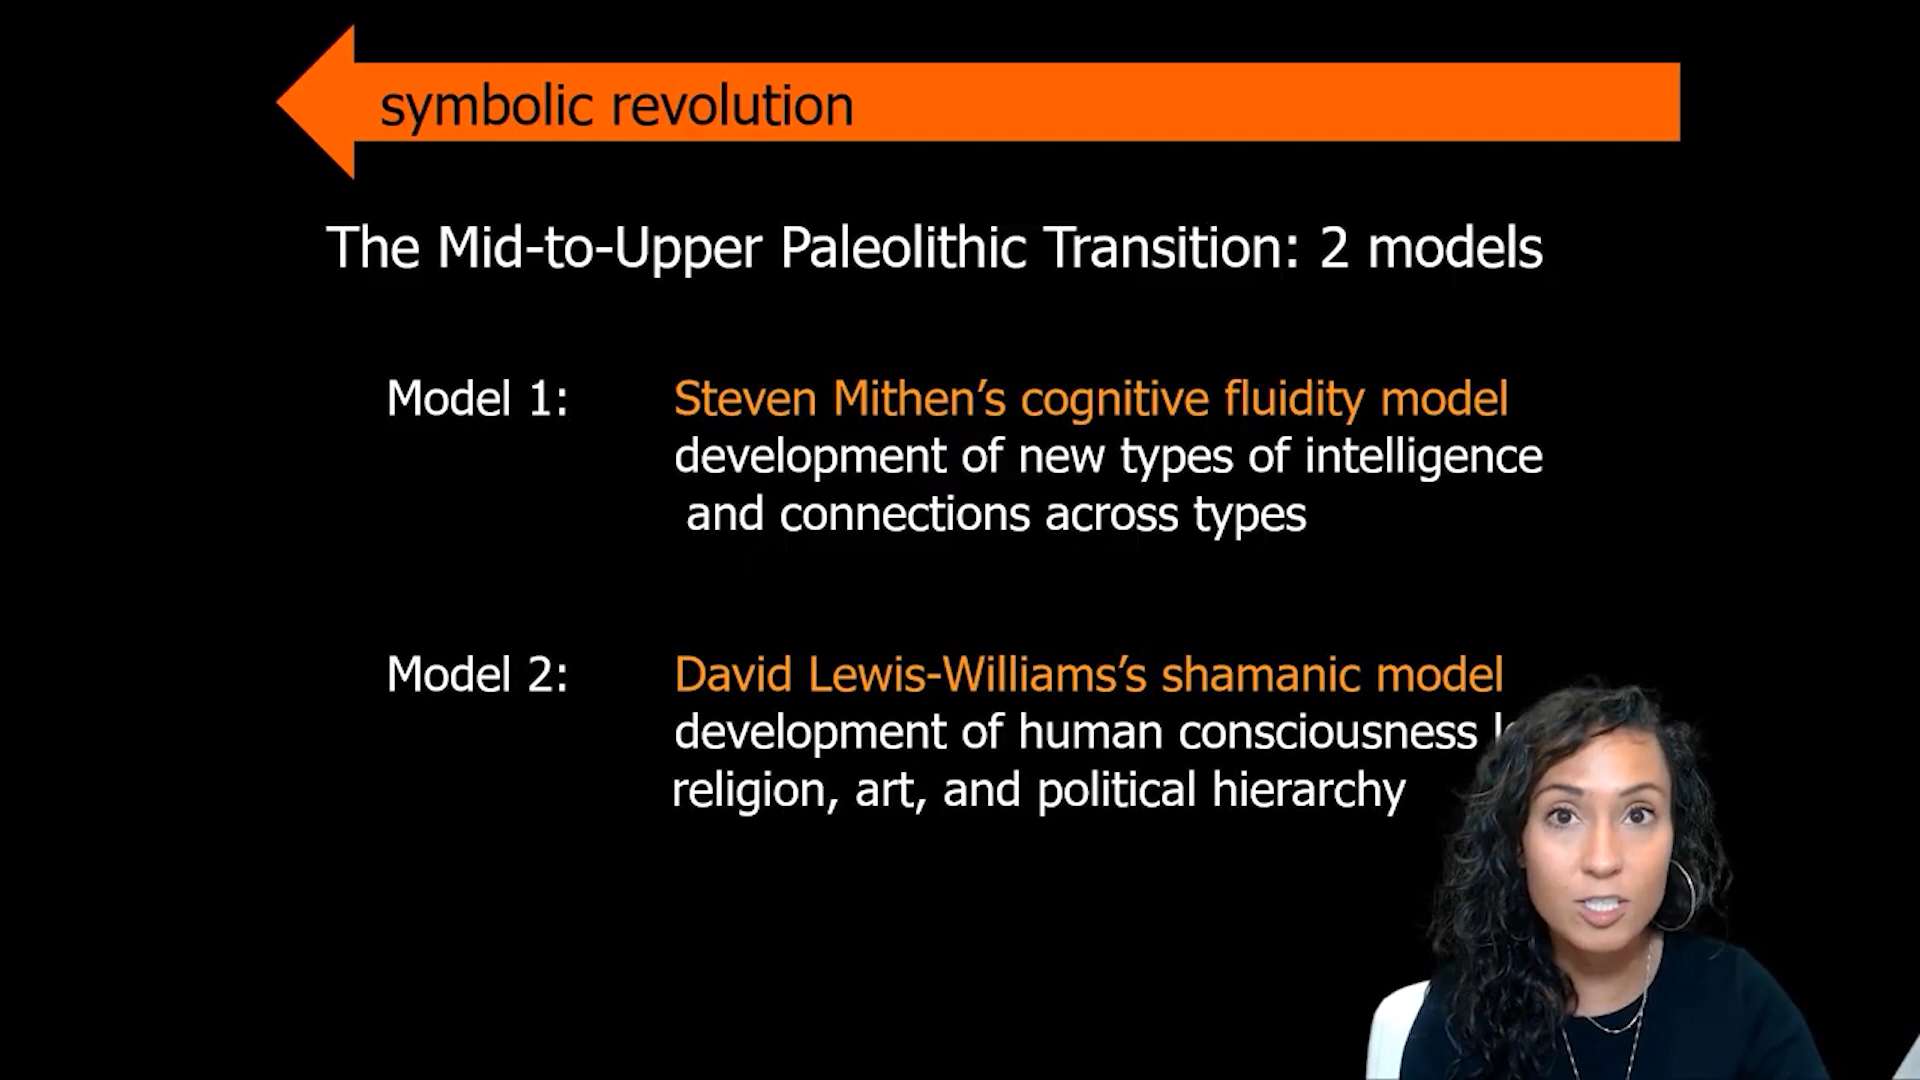 symbolic revolution
The Mid-to-Upper Paleolithic Transition: 2 models
Model 1: Steven Mithen’s cognitive fluidity model
development of new types of intelligence
and connections across types
Model 2: David Lewis-Williams’s shamanic model
development of human consciousness
religion, art, and political hierarchy